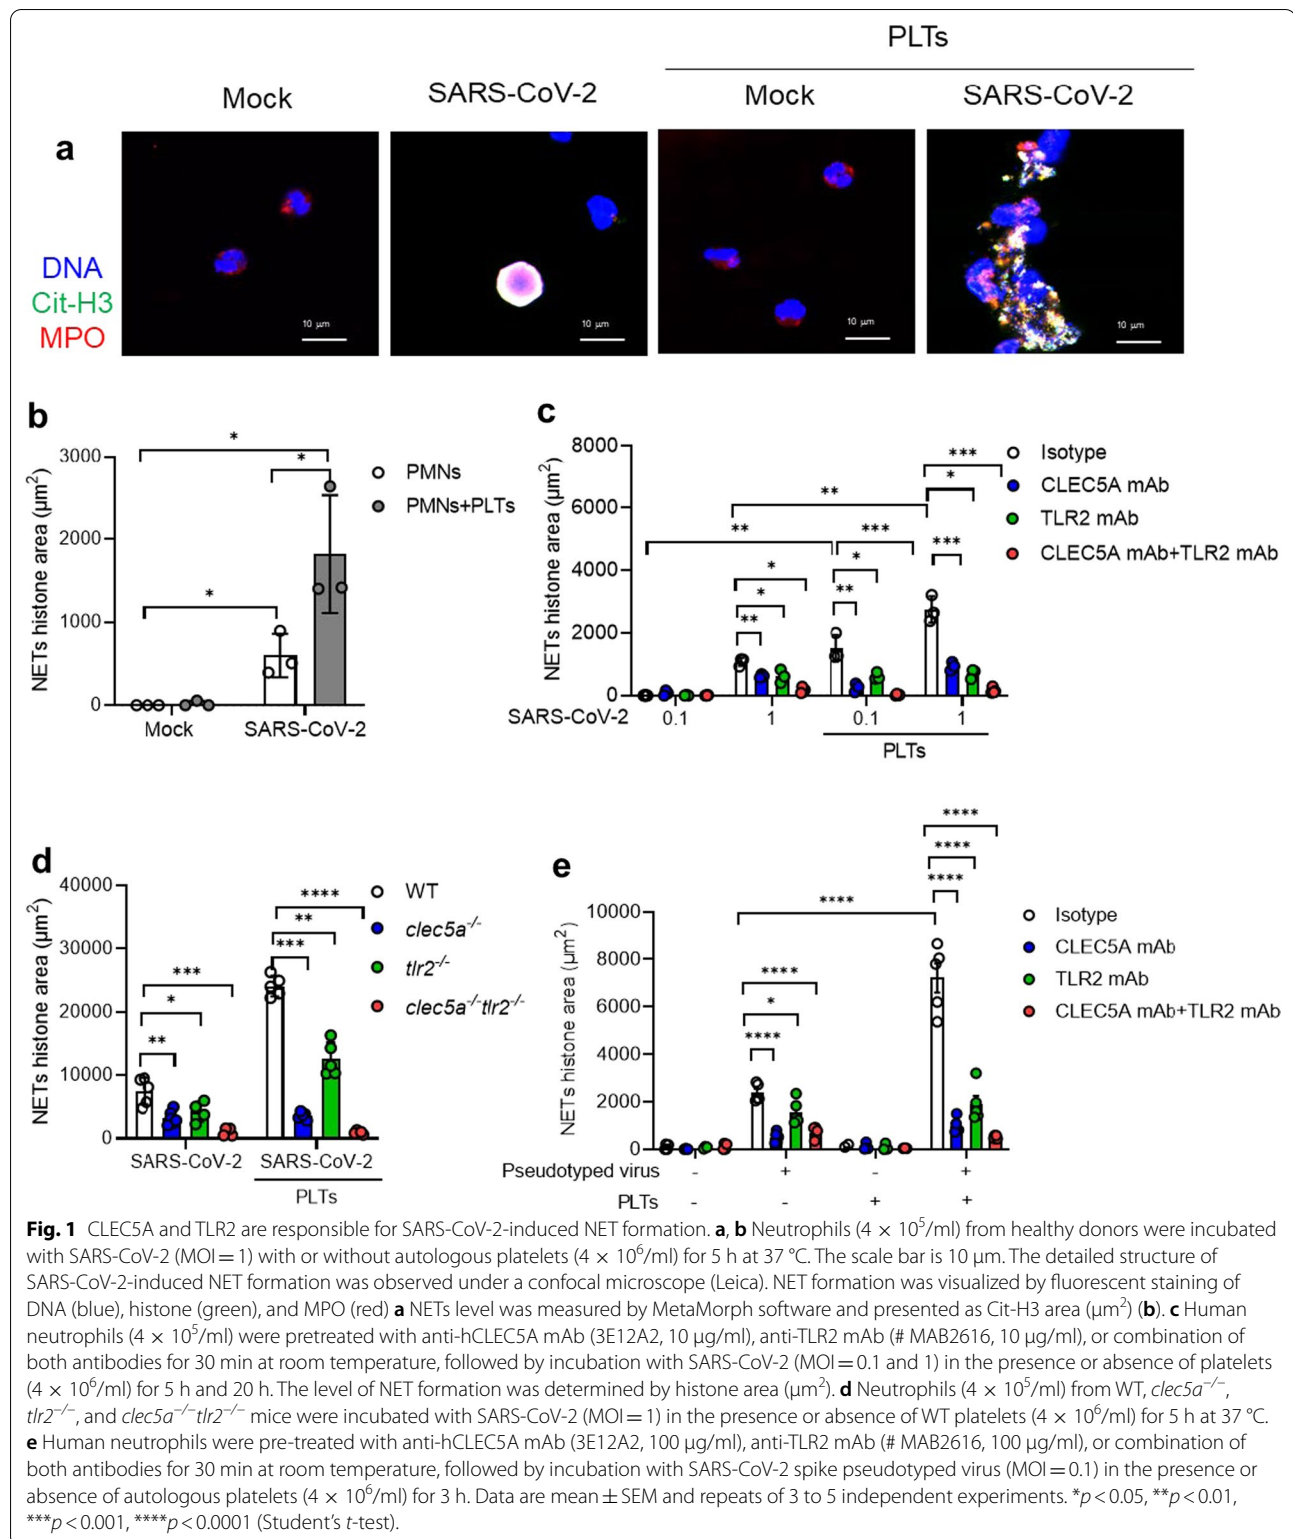 PLTs
Mock
SARS-CoV-2
Mock
SARS-CoV-2
a
DNA
Cit-H3
MPO
10 µm
10 µm
10 µm
10 µm
b
NETs histone area (µm²)
3000
2000
1000
0
*
*
*
Mock
SARS-CoV-2
PMNs
PMNs+PLTs
c
NETs histone area (µm²)
8000
6000
4000
2000
0
**
**
*
*
**
***
*
**
***
*
***
SARS-CoV-2
0.1
1
0.1
1
PLTs
Isotype
CLEC5A mAb
TLR2 mAb
CLEC5A mAb+TLR2 mAb
d
NETs histone area (µm²)
40000
30000
20000
10000
0
***
*
**
****
**
***
SARS-CoV-2
SARS-CoV-2
PLTs
WT
clec5a⁻/⁻
tlr2⁻/⁻
clec5a⁻/⁻tlr2⁻/⁻
e
NETs histone area (µm²)
10000
8000
6000
4000
2000
0
****
****
*
****
****
****
****
Pseudotyped virus - + - +
PLTs - - + +
Isotype
CLEC5A mAb
TLR2 mAb
CLEC5A mAb+TLR2 mAb
Fig. 1 CLEC5A and TLR2 are responsible for SARS-CoV-2-induced NET formation. a, b Neutrophils (4 × 10⁵/ml) from healthy donors were incubated
with SARS-CoV-2 (MOI = 1) with or without autologous platelets (4 × 10⁶/ml) for 5 h at 37 °C. The scale bar is 10 µm. The detailed structure of
SARS-CoV-2-induced NET formation was observed under a confocal microscope (Leica). NET formation was visualized by fluorescent staining of
DNA (blue), histone (green), and MPO (red) a NETs level was measured by MetaMorph software and presented as Cit-H3 area (µm²) (b). c Human
neutrophils (4 × 10⁵/ml) were pretreated with anti-hCLEC5A mAb (3E12A2, 10 µg/ml), anti-TLR2 mAb (# MAB2616, 10 µg/ml), or combination of
both antibodies for 30 min at room temperature, followed by incubation with SARS-CoV-2 (MOI = 0.1 and 1) in the presence or absence of platelets
(4 × 10⁶/ml) for 5 h and 20 h. The level of NET formation was determined by histone area (µm²). d Neutrophils (4 × 10⁵/ml) from WT, clec5a⁻/⁻,
tlr2⁻/⁻, and clec5a⁻/⁻tlr2⁻/⁻ mice were incubated with SARS-CoV-2 (MOI = 1) in the presence or absence of WT platelets (4 × 10⁶/ml) for 5 h at 37 °C.
e Human neutrophils were pre-treated with anti-hCLEC5A mAb (3E12A2, 100 µg/ml), anti-TLR2 mAb (# MAB2616, 100 µg/ml), or combination of
both antibodies for 30 min at room temperature, followed by incubation with SARS-CoV-2 spike pseudotyped virus (MOI = 0.1) in the presence or
absence of autologous platelets (4 × 10⁶/ml) for 3 h. Data are mean ± SEM and repeats of 3 to 5 independent experiments. *p < 0.05, **p < 0.01,
***p < 0.001, ****p < 0.0001 (Student's t-test).